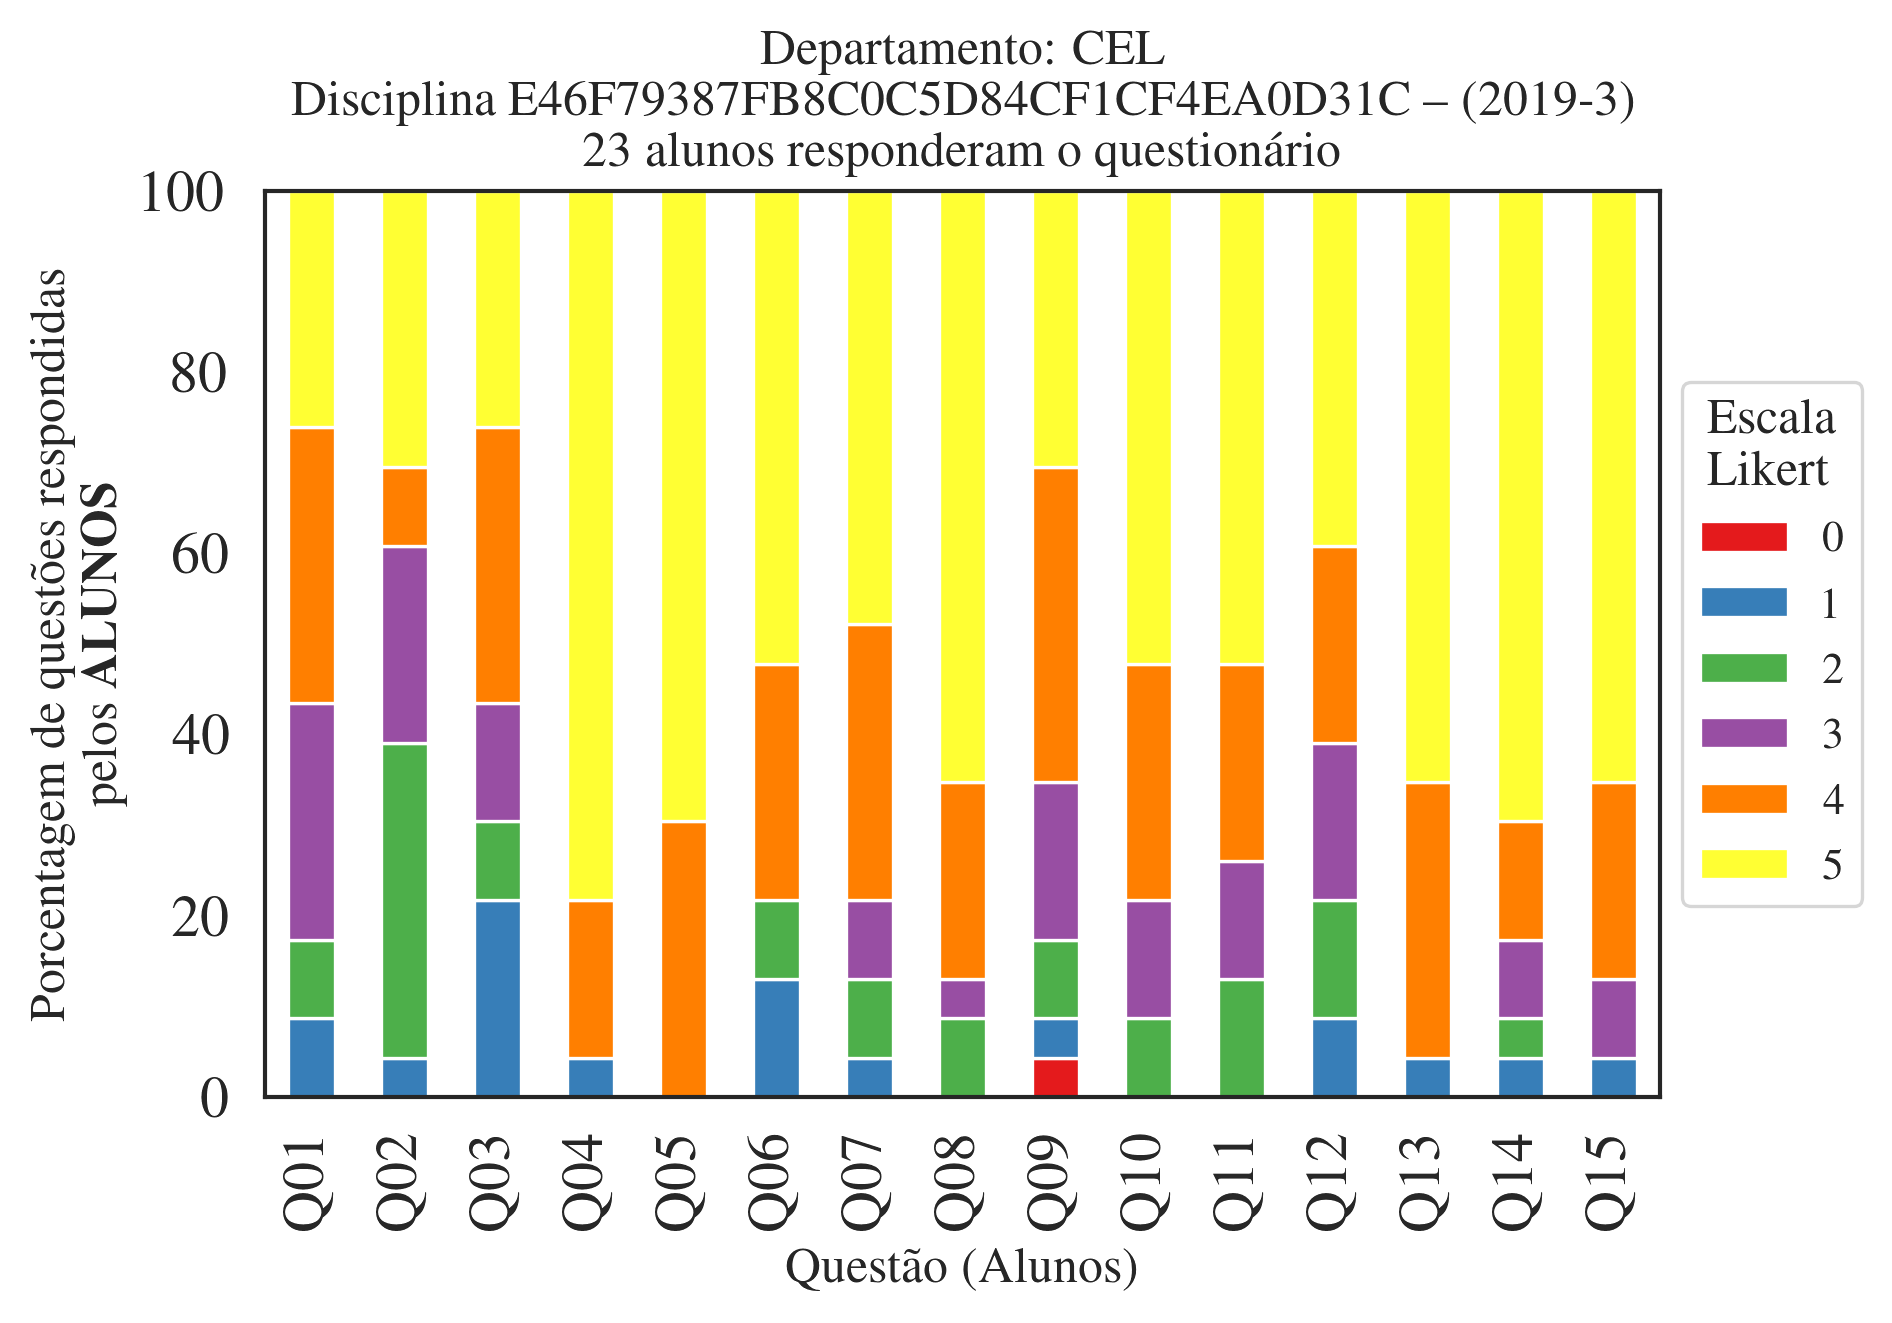 Departamento: CEL
Disciplina E46F79387FB8C0C5D84CF1CF4EA0D31C – (2019-3)
23 alunos responderam o questionário
Porcentagem de questões respondidas
pelos ALUNOS
100
80
60
40
20
0
Q01
Q02
Q03
Q04
Q05
Q06
Q07
Q08
Q09
Q10
Q11
Q12
Q13
Q14
Q15
Questão (Alunos)
Escala
Likert
0
1
2
3
4
5